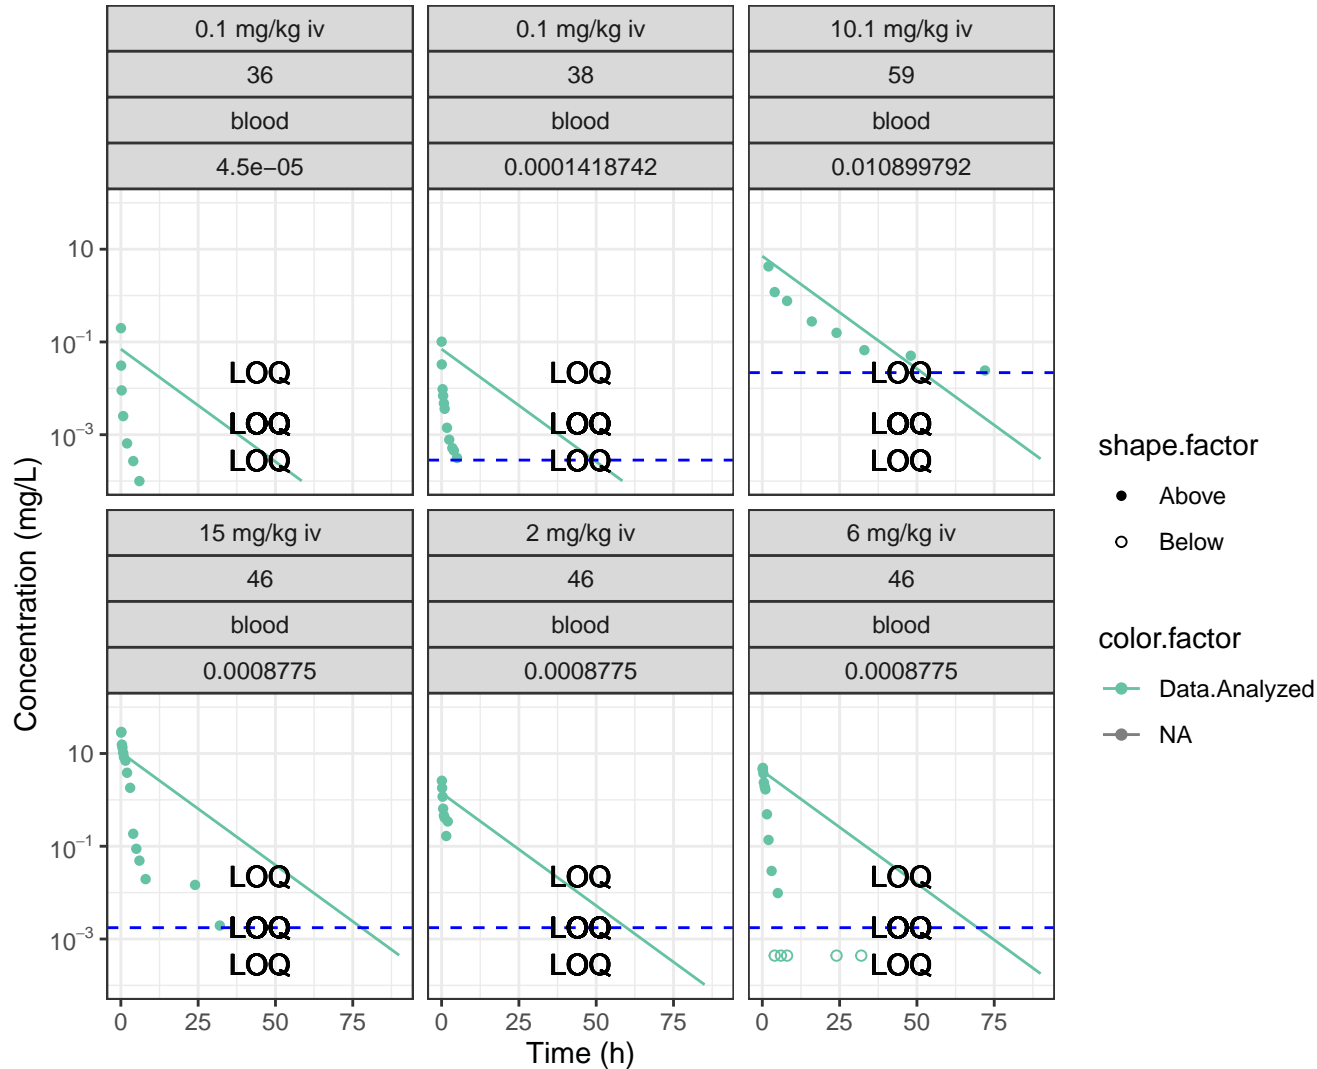 0.1 mg/kg iv
36
blood
4.5e−05
0.1 mg/kg iv
38
blood
0.0001418742
10.1 mg/kg iv
59
blood
0.010899792
10
10−1
10−3
LOQ
LOQ
LOQ
LOQ
LOQ
LOQ
LOQ
LOQ
LOQ
15 mg/kg iv
46
blood
0.0008775
2 mg/kg iv
46
blood
0.0008775
6 mg/kg iv
46
blood
0.0008775
10
10−1
10−3
LOQ
LOQ
LOQ
LOQ
LOQ
LOQ
LOQ
LOQ
LOQ
0 25 50 75
0 25 50 75
0 25 50 75
Time (h)
Concentration (mg/L)
shape.factor
Above
Below
color.factor
Data.Analyzed
NA